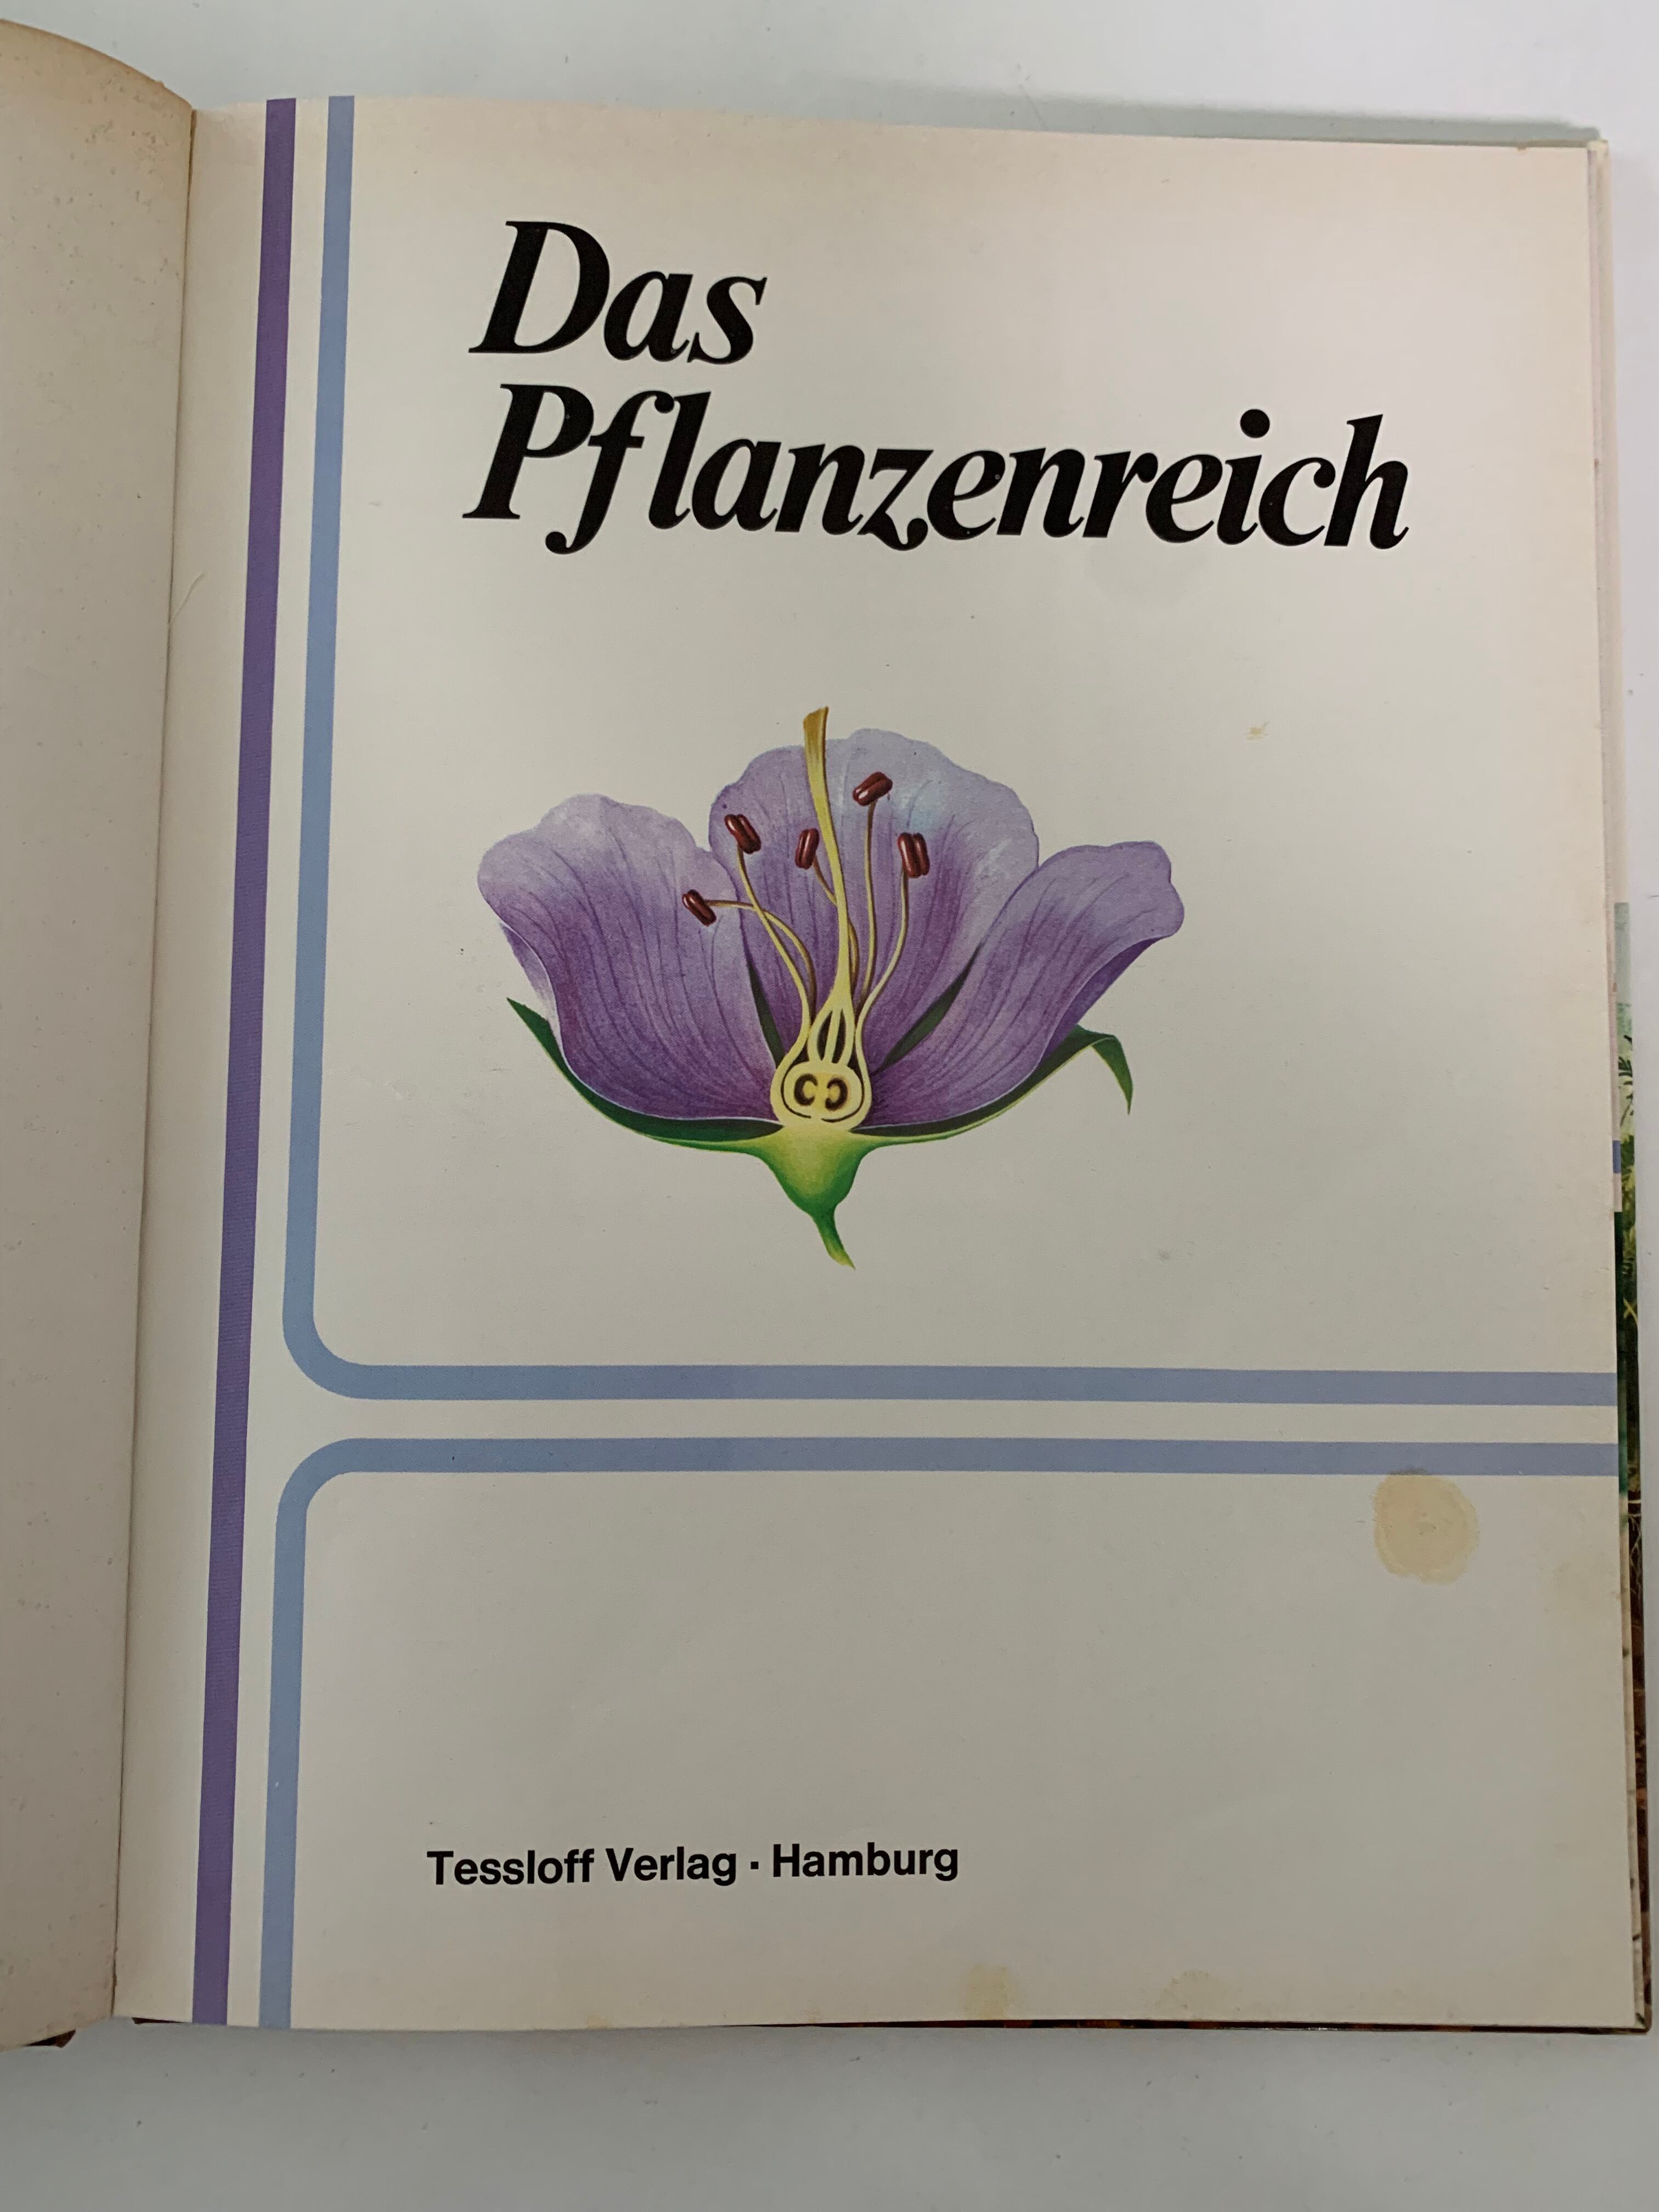 Das
Pflanzenreich
Tessloff Verlag · Hamburg